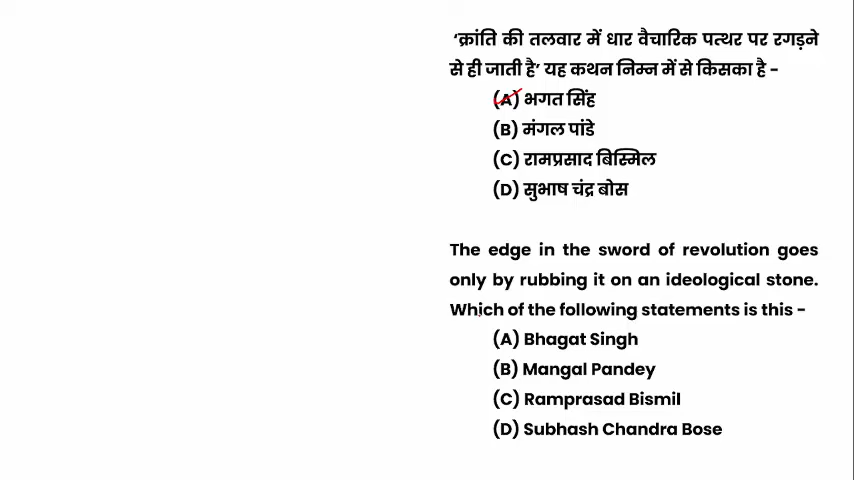 ‘क्रांति की तलवार में धार वैचारिक पत्थर पर रगड़ने
से ही जाती है’ यह कथन निम्न में से किसका है -
(A) भगत सिंह
(B) मंगल पांडे
(C) रामप्रसाद बिस्मिल
(D) सुभाष चंद्र बोस
The edge in the sword of revolution goes
only by rubbing it on an ideological stone.
Which of the following statements is this -
(A) Bhagat Singh
(B) Mangal Pandey
(C) Ramprasad Bismil
(D) Subhash Chandra Bose